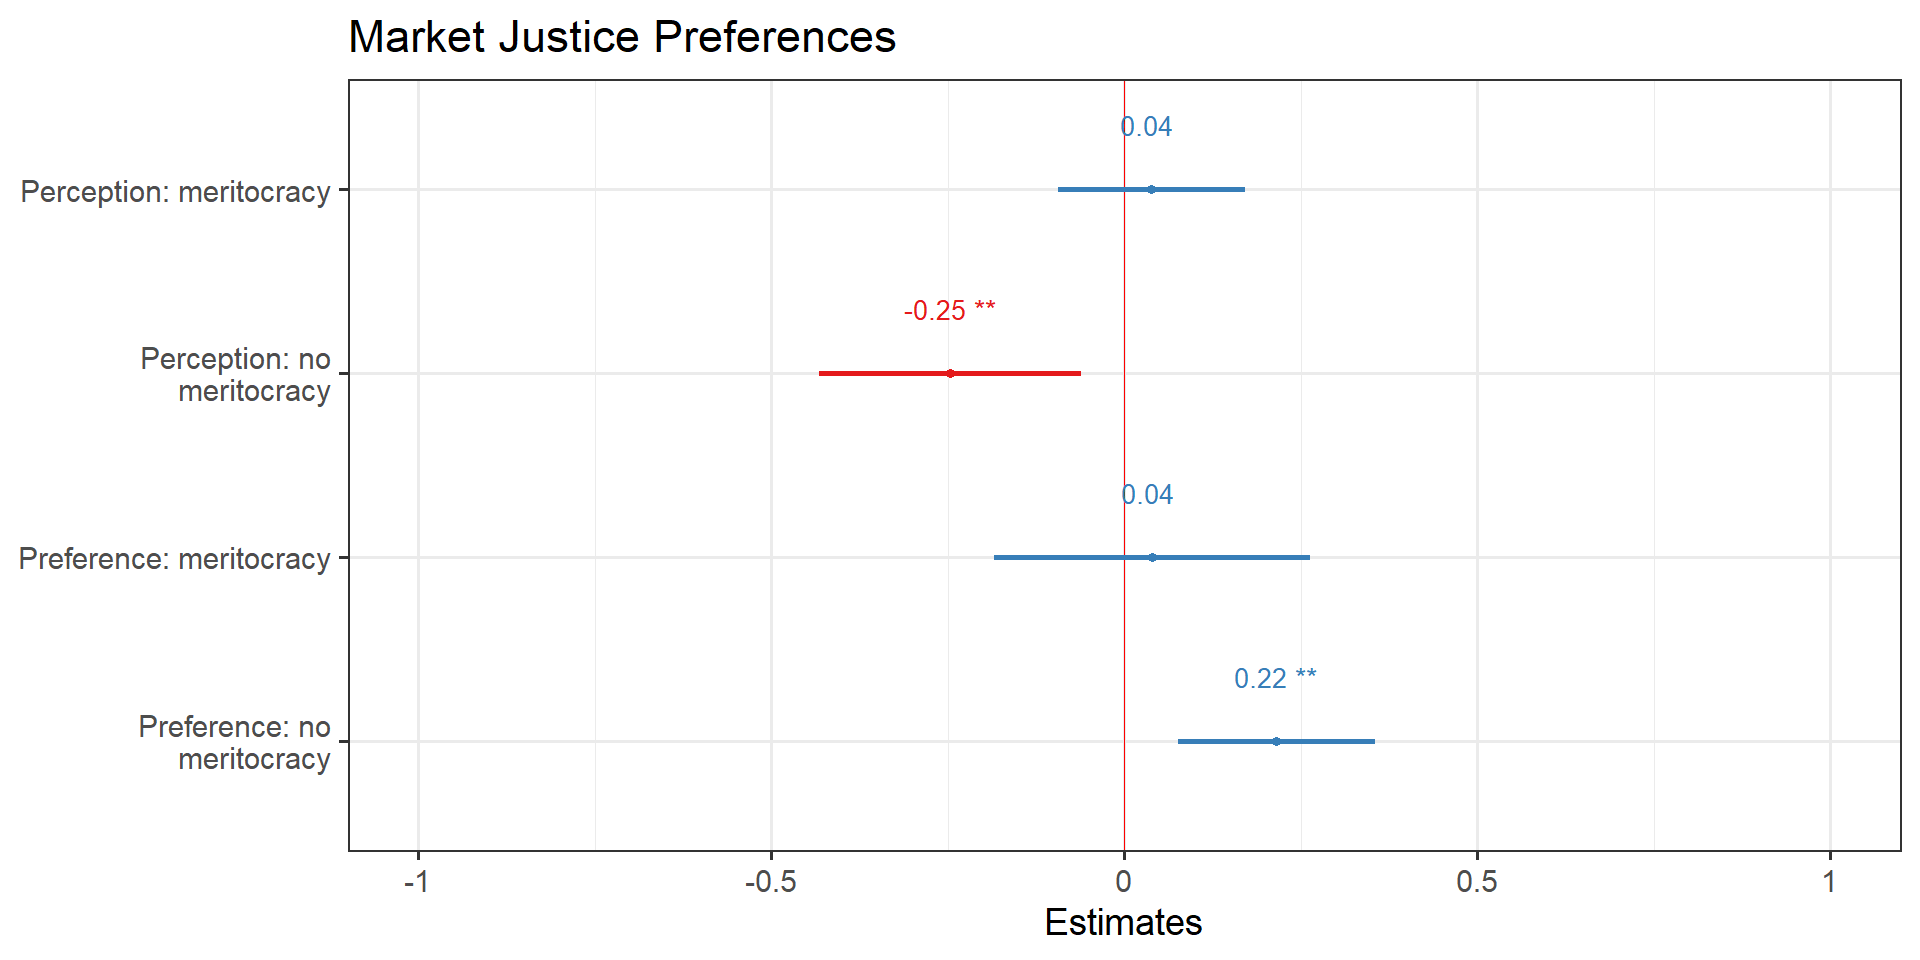 Market Justice Preferences
0.04
Perception: meritocracy
-0.25 **
Perception: no
meritocracy
0.04
Preference: meritocracy
0.22 **
Preference: no
meritocracy
-1
-0.5
0
0.5
1
Estimates